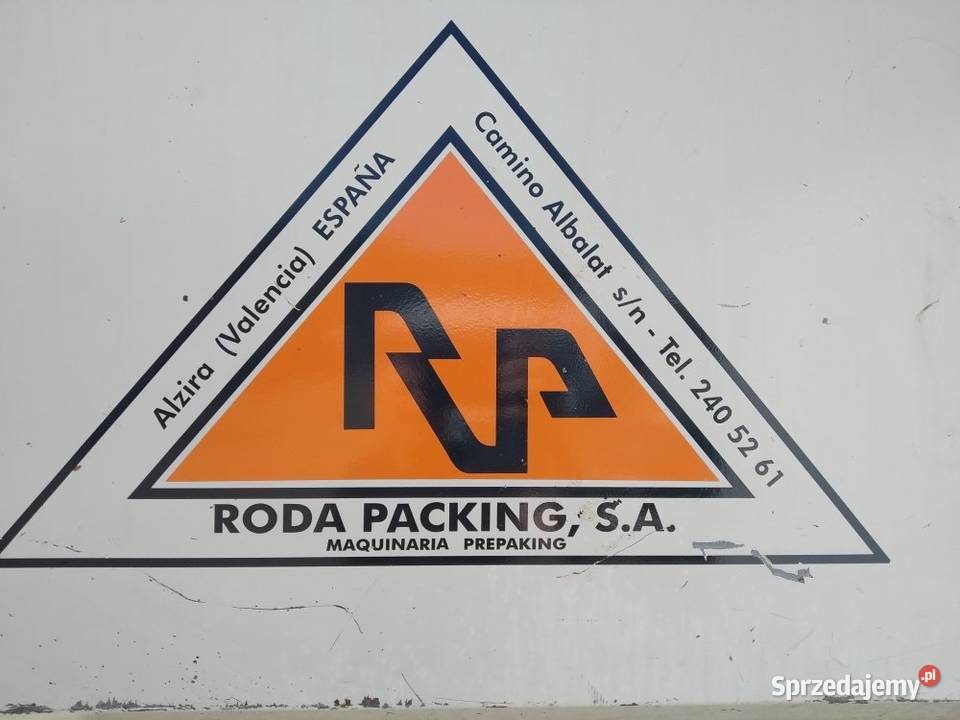 Alzira (Valencia) ESPAÑA
Camino Albalat s/n - Tel. 240 52 61
RP
RODA PACKING, S.A.
MAQUINARIA PREPAKING
Sprzedajemy.pl